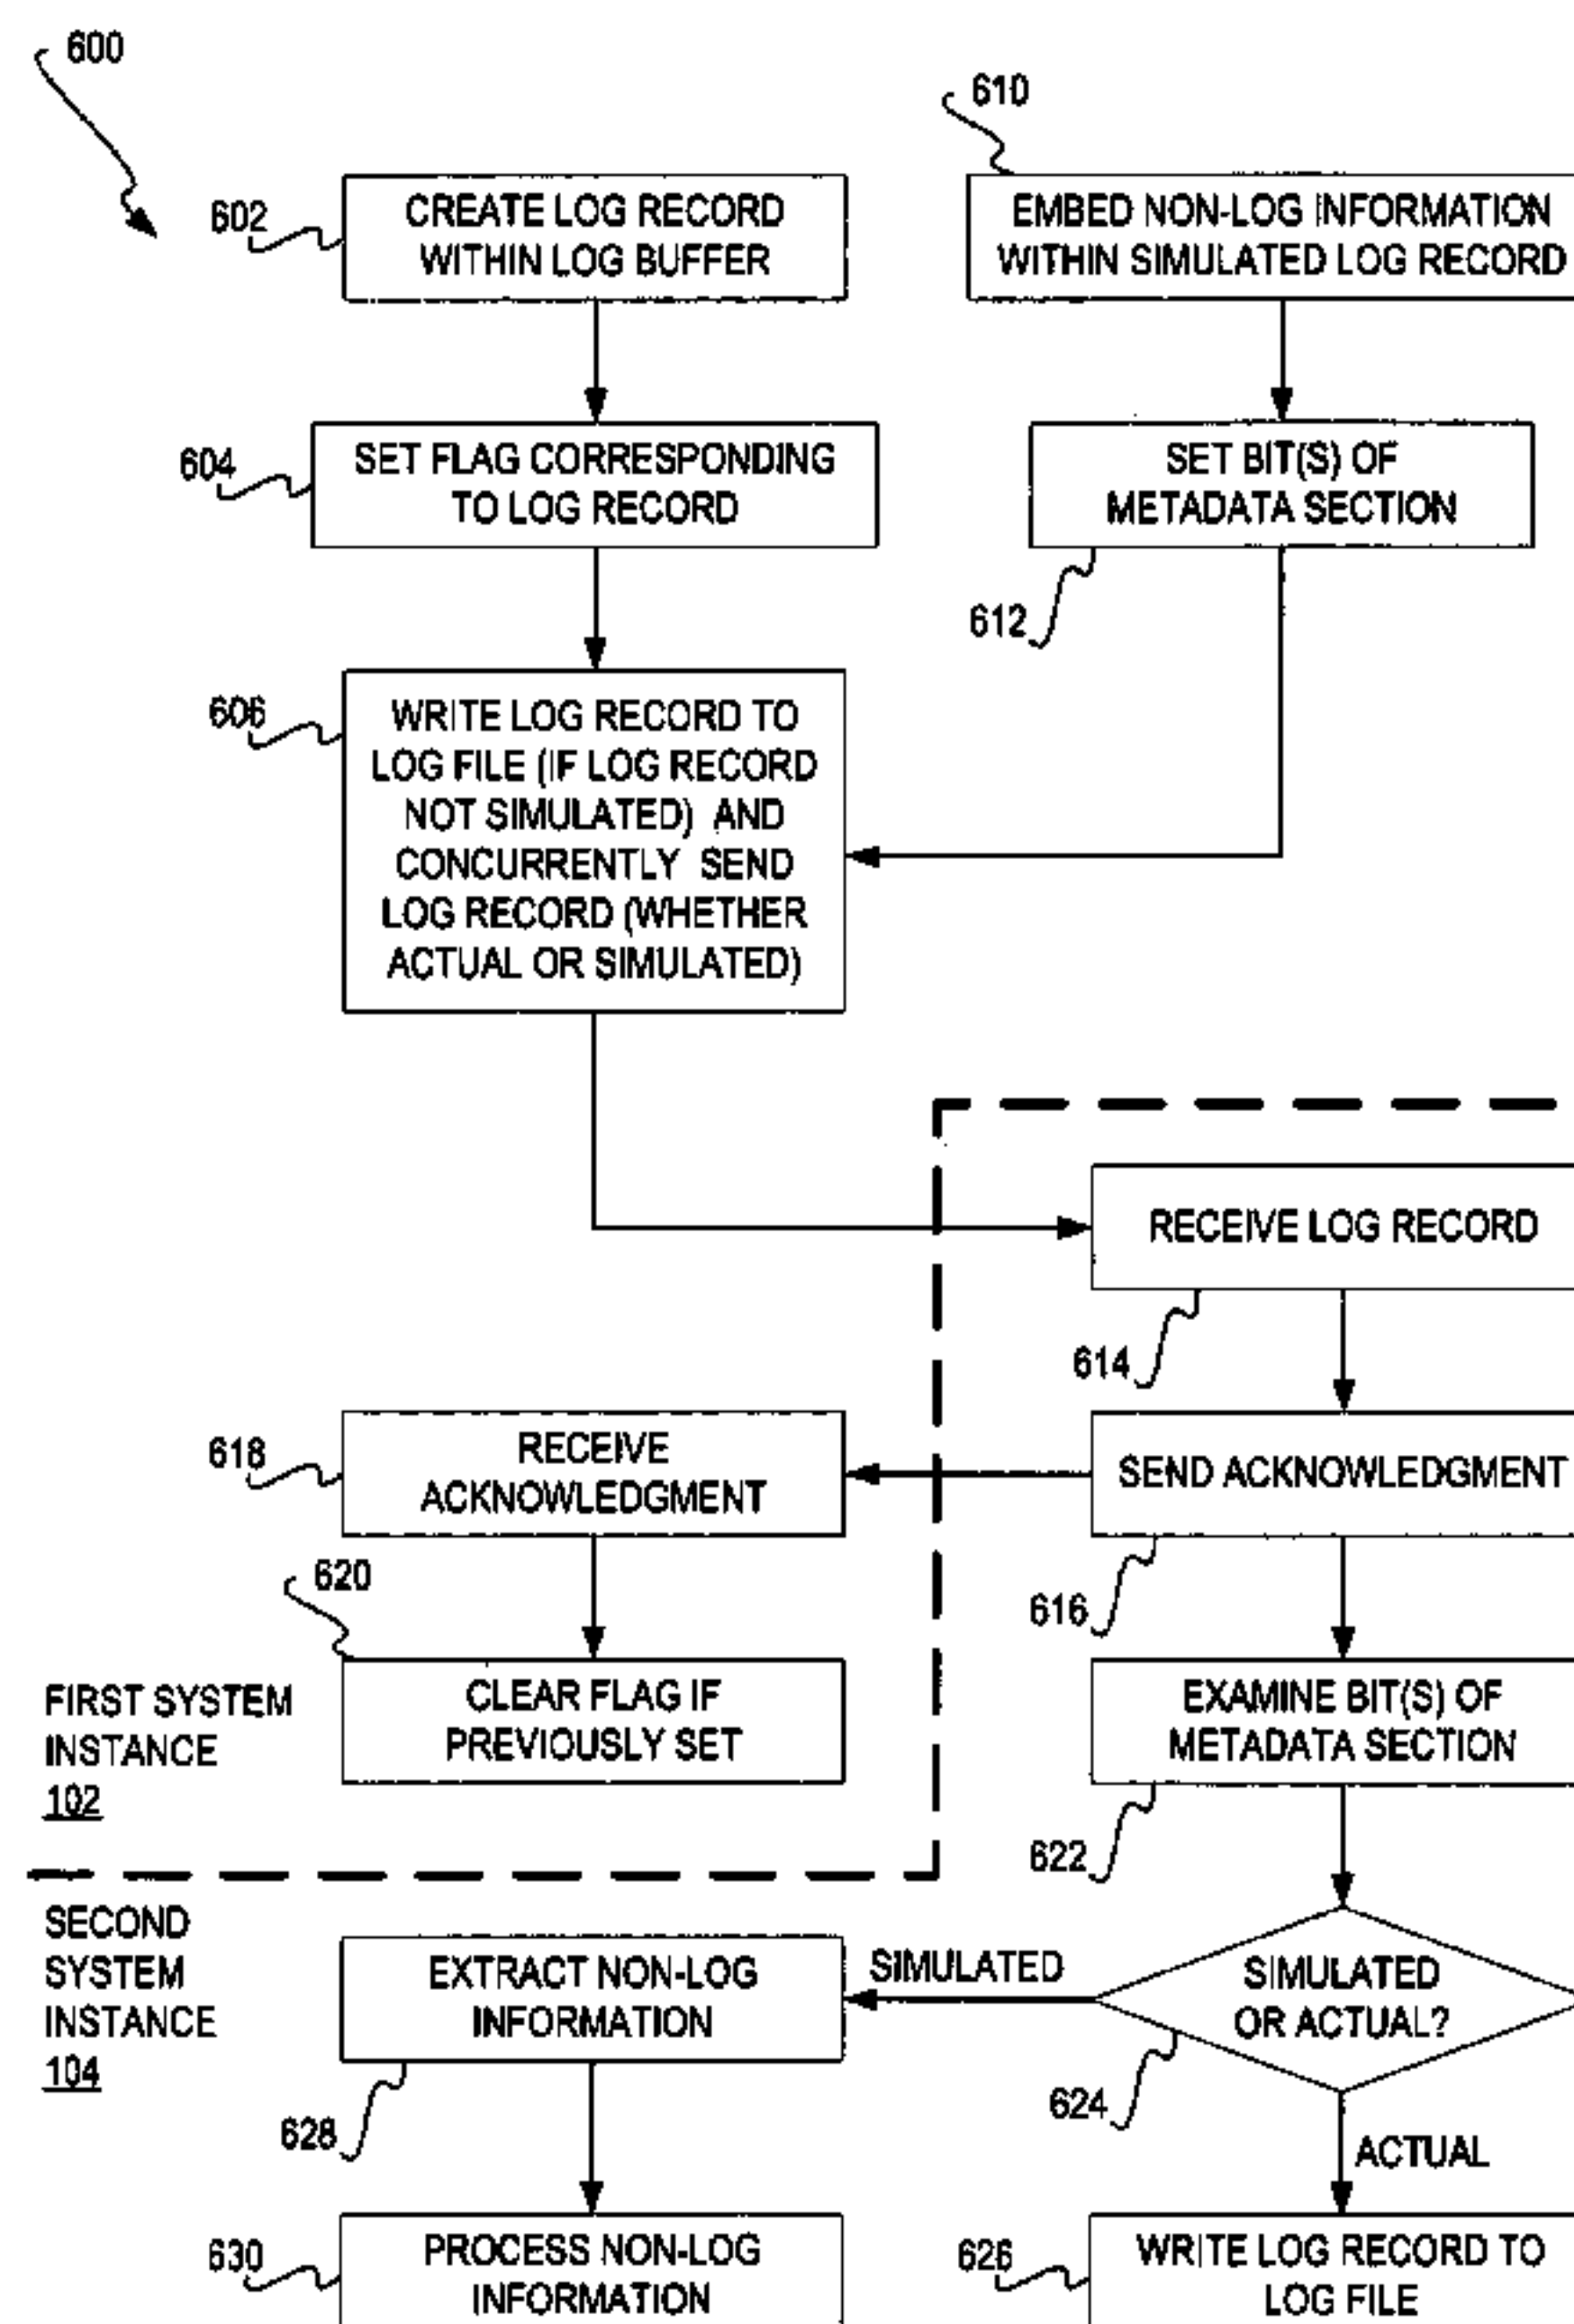 600
610
602
CREATE LOG RECORD
WITHIN LOG BUFFER
EMBED NON-LOG INFORMATION
WITHIN SIMULATED LOG RECORD
604
SET FLAG CORRESPONDING
TO LOG RECORD
SET BIT(S) OF
METADATA SECTION
612
606
WRITE LOG RECORD TO
LOG FILE (IF LOG RECORD
NOT SIMULATED) AND
CONCURRENTLY SEND
LOG RECORD (WHETHER
ACTUAL OR SIMULATED)
RECEIVE LOG RECORD
614
618
RECEIVE
ACKNOWLEDGMENT
SEND ACKNOWLEDGMENT
616
620
CLEAR FLAG IF
PREVIOUSLY SET
EXAMINE BIT(S) OF
METADATA SECTION
622
FIRST SYSTEM
INSTANCE
102
SECOND
SYSTEM
INSTANCE
104
EXTRACT NON-LOG
INFORMATION
628
SIMULATED
SIMULATED
OR ACTUAL?
624
ACTUAL
630
PROCESS NON-LOG
INFORMATION
626
WRITE LOG RECORD TO
LOG FILE